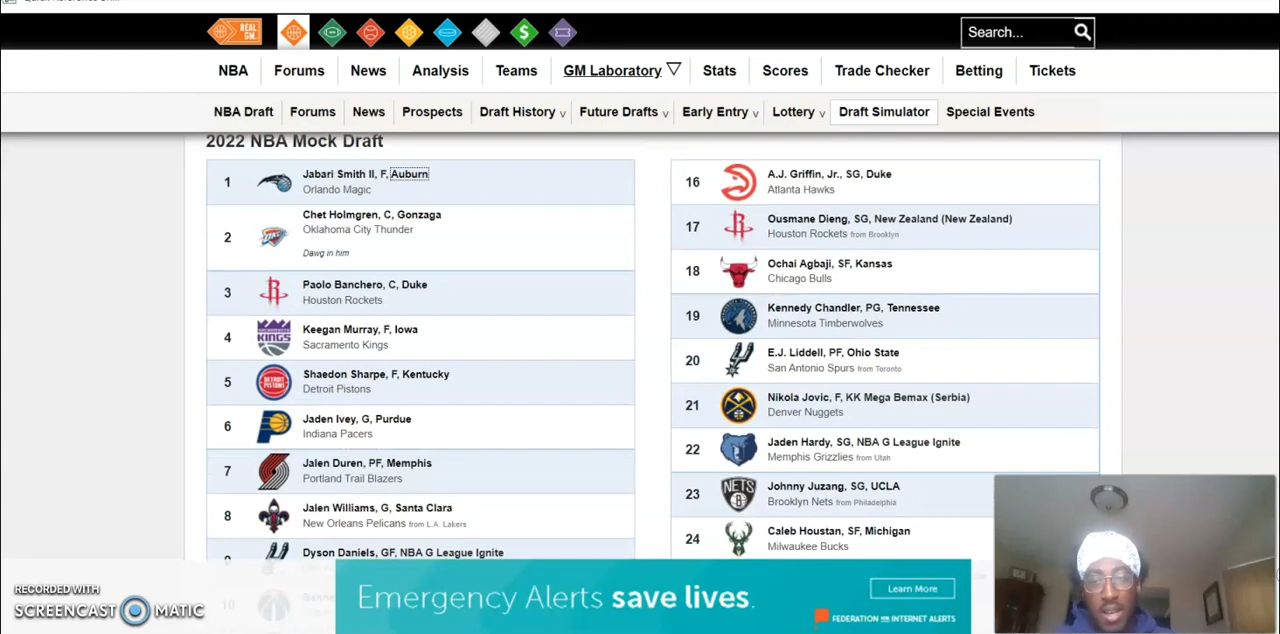 REAL
GM
Search...
NBA
Forums
News
Analysis
Teams
GM Laboratory
Stats
Scores
Trade Checker
Betting
Tickets
NBA Draft
Forums
News
Prospects
Draft History v
Future Drafts v
Early Entry v
Lottery v
Draft Simulator
Special Events
2022 NBA Mock Draft
1
Jabari Smith II, F, Auburn
Orlando Magic
2
Chet Holmgren, C, Gonzaga
Oklahoma City Thunder
Dawg in him
3
Paolo Banchero, C, Duke
Houston Rockets
4
Keegan Murray, F, Iowa
Sacramento Kings
5
Shaedon Sharpe, F, Kentucky
Detroit Pistons
6
Jaden Ivey, G, Purdue
Indiana Pacers
7
Jalen Duren, PF, Memphis
Portland Trail Blazers
8
Jalen Williams, G, Santa Clara
New Orleans Pelicans from L.A. Lakers
Dyson Daniels, GF, NBA G League Ignite
10
16
A.J. Griffin, Jr., SG, Duke
Atlanta Hawks
17
Ousmane Dieng, SG, New Zealand (New Zealand)
Houston Rockets from Brooklyn
18
Ochai Agbaji, SF, Kansas
Chicago Bulls
19
Kennedy Chandler, PG, Tennessee
Minnesota Timberwolves
20
E.J. Liddell, PF, Ohio State
San Antonio Spurs from Toronto
21
Nikola Jovic, F, KK Mega Bemax (Serbia)
Denver Nuggets
22
Jaden Hardy, SG, NBA G League Ignite
Memphis Grizzlies from Utah
23
Johnny Juzang, SG, UCLA
Brooklyn Nets from Philadelphia
24
Caleb Houstan, SF, Michigan
Milwaukee Bucks
Emergency Alerts save lives.
Learn More
FEDERATION FOR INTERNET ALERTS
RECORDED WITH
SCREENCAST MATIC